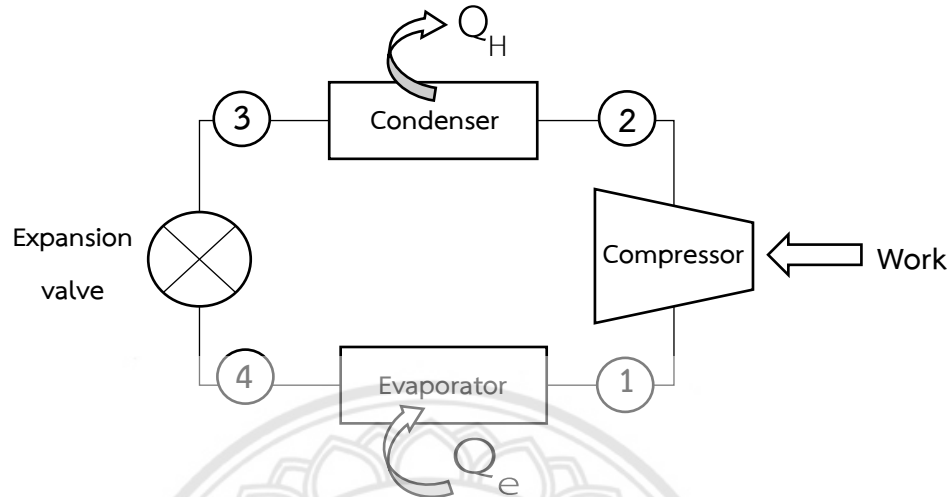 Q_H
3
Condenser
2
Expansion
valve
Compressor
Work
4
Evaporator
1
Q_e